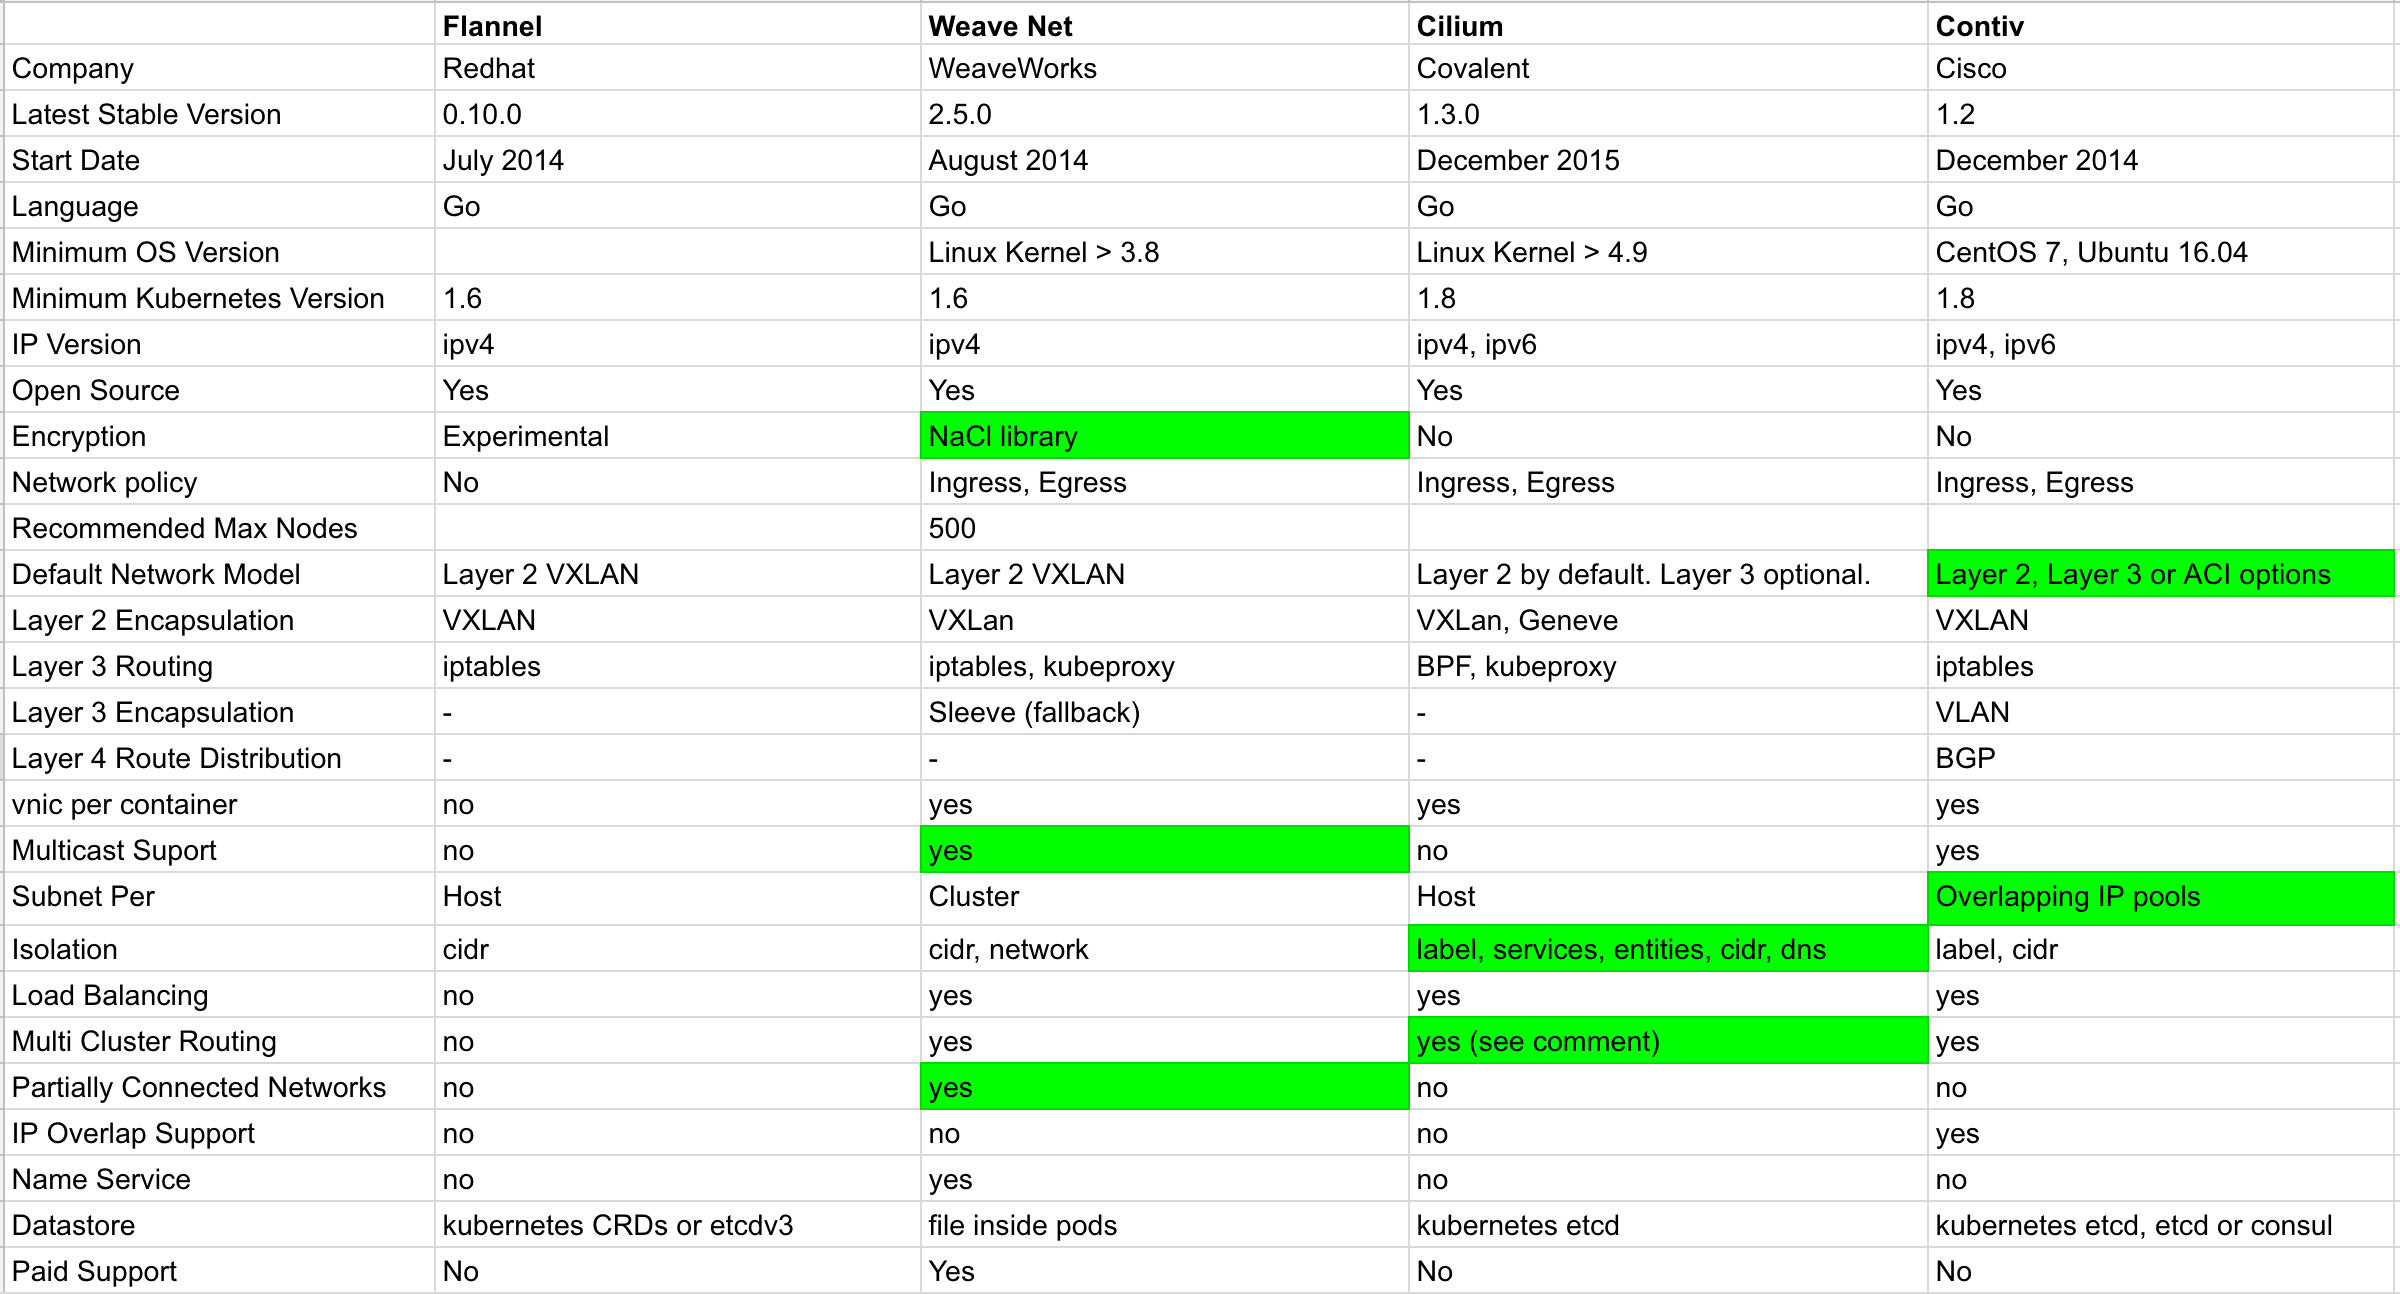 Flannel Weave Net Cilium Contiv
Company Redhat WeaveWorks Covalent Cisco
Latest Stable Version 0.10.0 2.5.0 1.3.0 1.2
Start Date July 2014 August 2014 December 2015 December 2014
Language Go Go Go Go
Minimum OS Version Linux Kernel > 3.8 Linux Kernel > 4.9 CentOS 7, Ubuntu 16.04
Minimum Kubernetes Version 1.6 1.6 1.8 1.8
IP Version ipv4 ipv4 ipv4, ipv6 ipv4, ipv6
Open Source Yes Yes Yes Yes
Encryption Experimental NaCl library No No
Network policy No Ingress, Egress Ingress, Egress Ingress, Egress
Recommended Max Nodes 500
Default Network Model Layer 2 VXLAN Layer 2 VXLAN Layer 2 by default. Layer 3 optional. Layer 2, Layer 3 or ACI options
Layer 2 Encapsulation VXLAN VXLan VXLan, Geneve VXLAN
Layer 3 Routing iptables iptables, kubeproxy BPF, kubeproxy iptables
Layer 3 Encapsulation - Sleeve (fallback) - VLAN
Layer 4 Route Distribution - - - BGP
vnic per container no yes yes yes
Multicast Suport no yes no yes
Subnet Per Host Cluster Host Overlapping IP pools
Isolation cidr cidr, network label, services, entities, cidr, dns label, cidr
Load Balancing no yes yes yes
Multi Cluster Routing no yes yes (see comment) yes
Partially Connected Networks no yes no no
IP Overlap Support no no no yes
Name Service no yes no no
Datastore kubernetes CRDs or etcdv3 file inside pods kubernetes etcd kubernetes etcd, etcd or consul
Paid Support No Yes No No